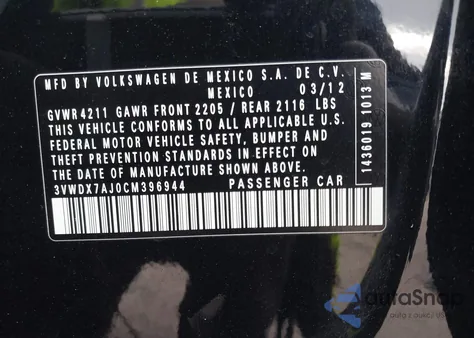 MFD BY VOLKSWAGEN DE MEXICO S.A. DE C.V.
MEXICO 03/12
GVWR 4211 GAWR FRONT 2205 / REAR 2116 LBS
THIS VEHICLE CONFORMS TO ALL APPLICABLE U.S.
FEDERAL MOTOR VEHICLE SAFETY, BUMPER AND
THEFT PREVENTION STANDARDS IN EFFECT ON
THE DATE OF MANUFACTURE SHOWN ABOVE.
3VWDX7AJ0CM396944 PASSENGER CAR
1436019 1013 M
AutoSnap